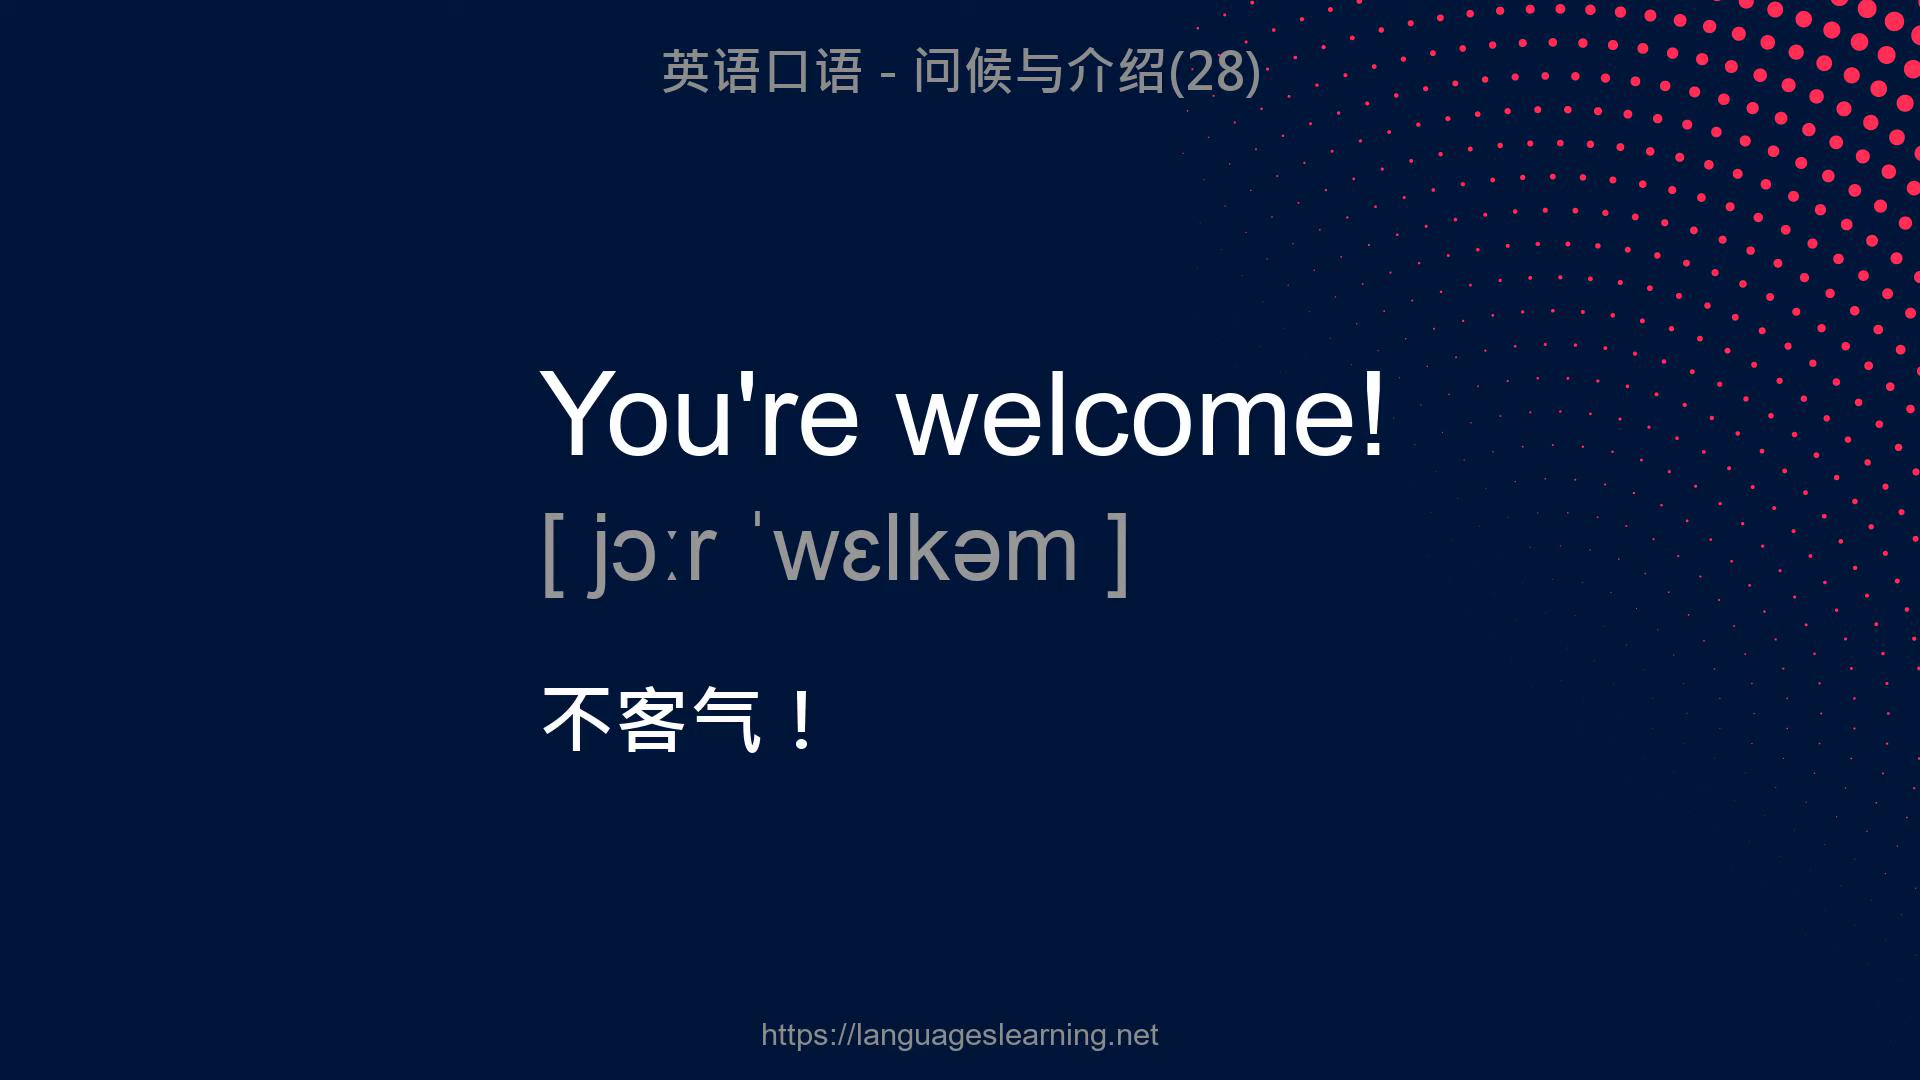 英语口语 - 问候与介绍(28)
You're welcome!
[ jɔːr ˈwɛlkəm ]
不客气！
https://languageslearning.net